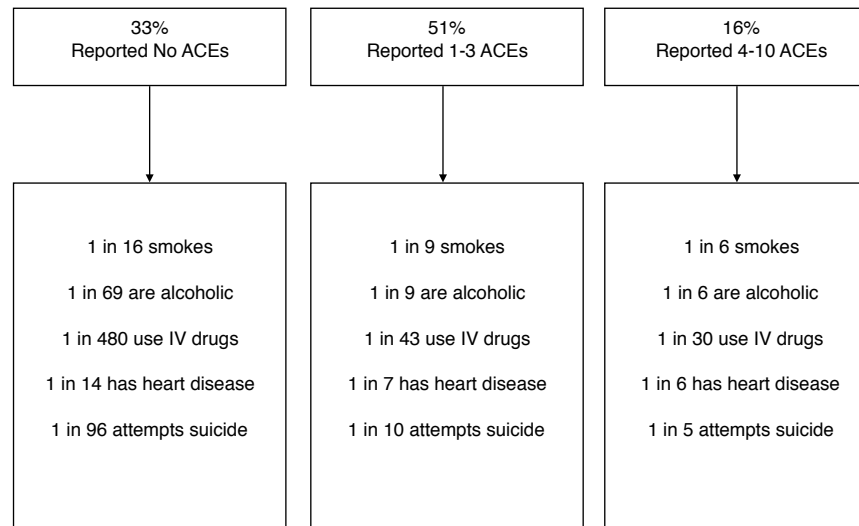 33%
Reported No ACEs
51%
Reported 1-3 ACEs
16%
Reported 4-10 ACEs
1 in 16 smokes
1 in 69 are alcoholic
1 in 480 use IV drugs
1 in 14 has heart disease
1 in 96 attempts suicide
1 in 9 smokes
1 in 9 are alcoholic
1 in 43 use IV drugs
1 in 7 has heart disease
1 in 10 attempts suicide
1 in 6 smokes
1 in 6 are alcoholic
1 in 30 use IV drugs
1 in 6 has heart disease
1 in 5 attempts suicide